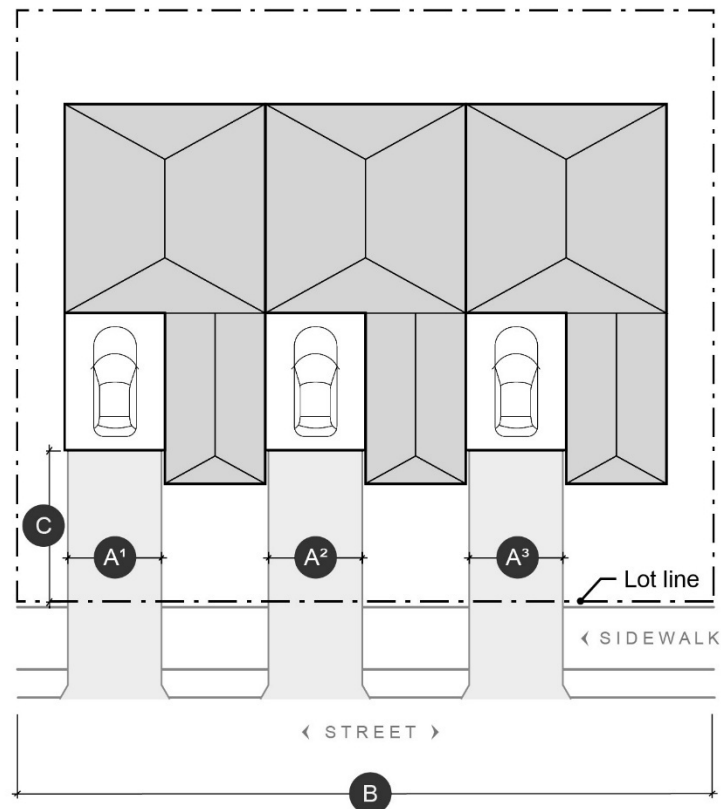 C
A¹
A²
A³
Lot line
‹ SIDEWALK
‹ STREET ›
B